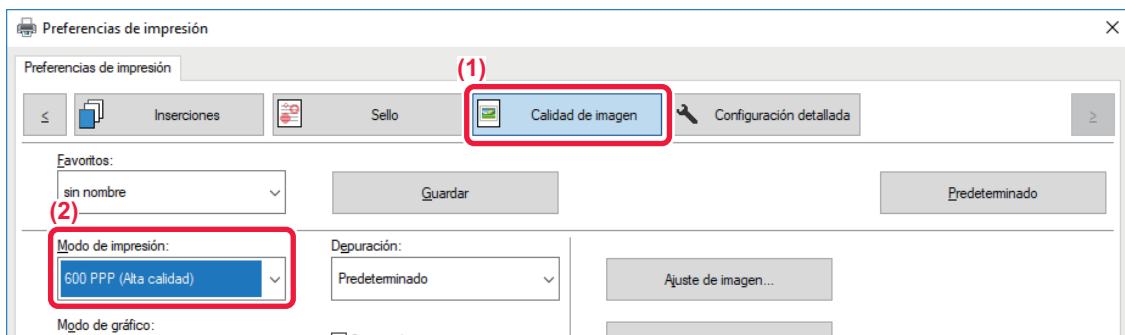 Preferencias de impresión
Preferencias de impresión
(1)
<
Inserciones
Sello
Calidad de imagen
Configuración detallada
>
Favoritos:
sin nombre
Guardar
Predeterminado
(2)
Modo de impresión:
Depuración:
600 PPP (Alta calidad)
Predeterminado
Ajuste de imagen...
Modo de gráfico: